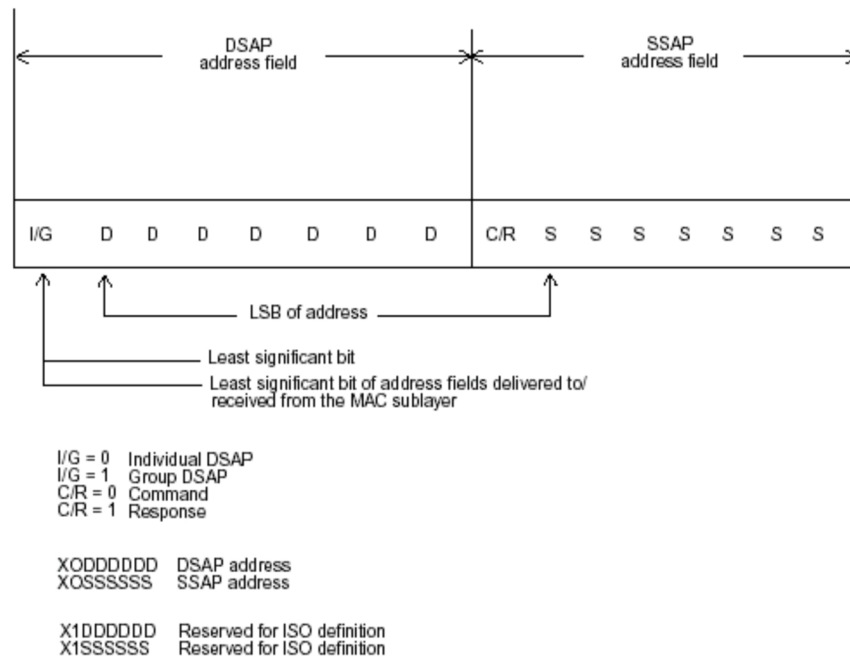 DSAP
address field
SSAP
address field
I/G D D D D D D D C/R S S S S S S S
LSB of address
Least significant bit
Least significant bit of address fields delivered to/
received from the MAC sublayer
I/G = 0 Individual DSAP
I/G = 1 Group DSAP
C/R = 0 Command
C/R = 1 Response
XODDDDDD DSAP address
XOSSSSSS SSAP address
X1DDDDDD Reserved for ISO definition
X1SSSSSS Reserved for ISO definition